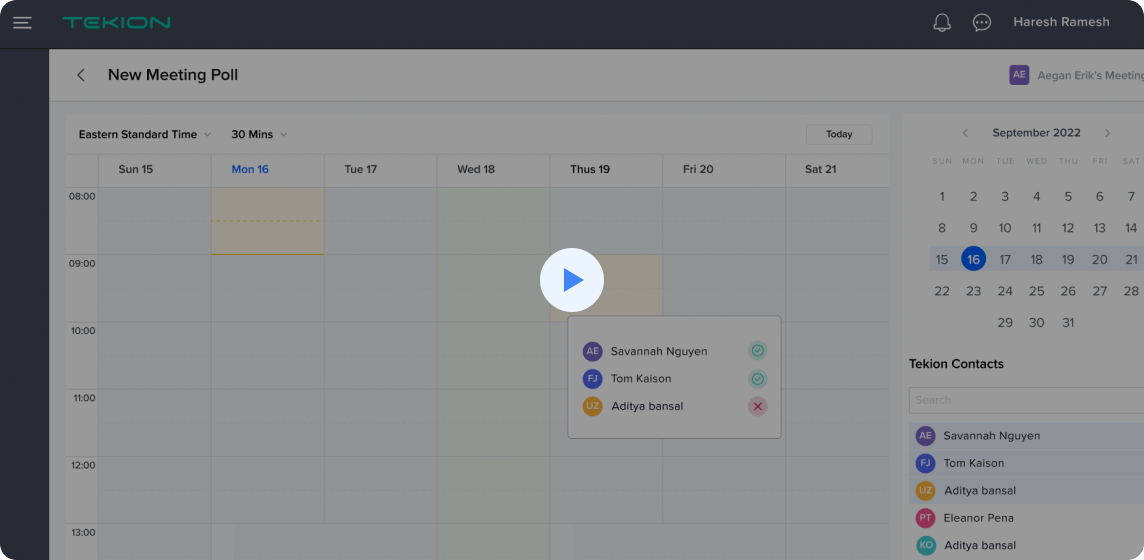 TEKION
Haresh Ramesh
New Meeting Poll
AE Aegan Erik's Meeting
Eastern Standard Time 30 Mins Today
Sun 15 Mon 16 Tue 17 Wed 18 Thus 19 Fri 20 Sat 21
08:00
09:00
10:00
11:00
12:00
13:00
AE Savannah Nguyen
FJ Tom Kaison
UZ Aditya bansal
September 2022
SUN MON TUE WED THU FRI SAT
1 2 3 4 5 6 7
8 9 10 11 12 13 14
15 16 17 18 19 20 21
22 23 24 25 26 27 28
29 30 31
Tekion Contacts
Search
AE Savannah Nguyen
FJ Tom Kaison
UZ Aditya bansal
PT Eleanor Pena
KO Aditya bansal